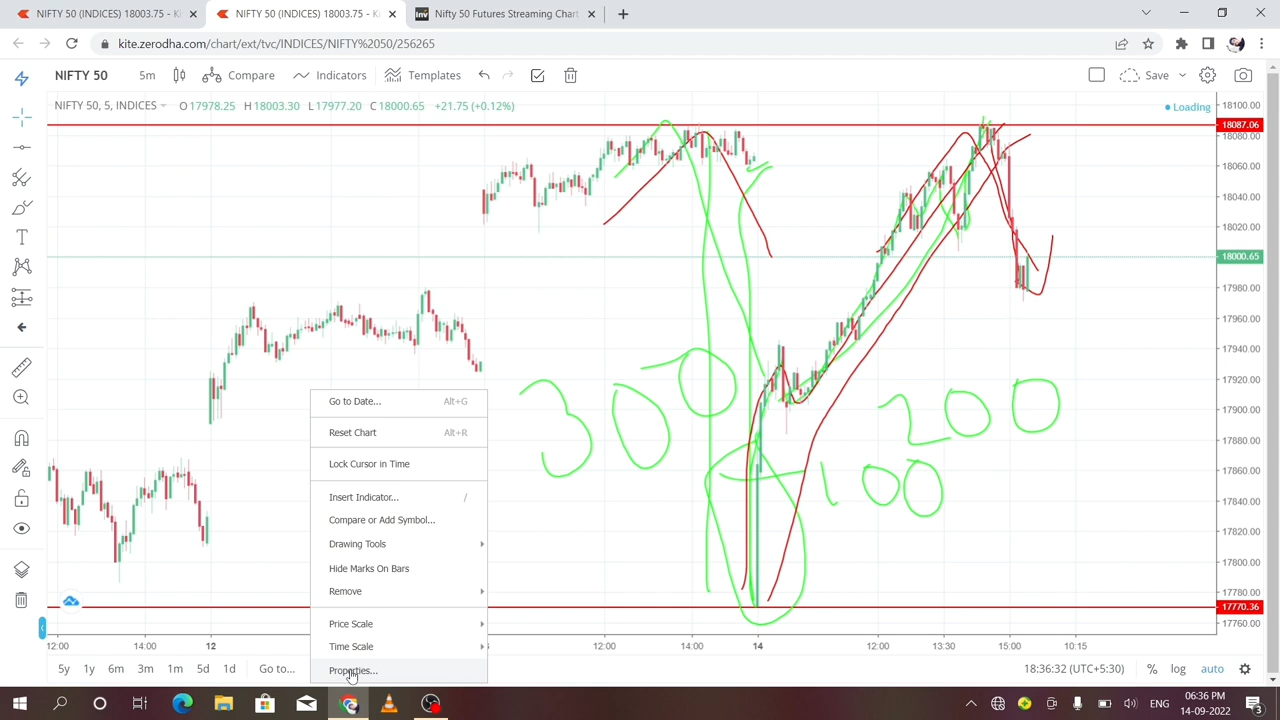 NIFTY 50 (INDICES) 18003.75 - Ki
NIFTY 50 (INDICES) 18003.75 - Ki
Inv Nifty 50 Futures Streaming Chart
kite.zerodha.com/chart/ext/tvc/INDICES/NIFTY%2050/256265
NIFTY 50 5m Compare Indicators Templates Save
NIFTY 50, 5, INDICES O17978.25 H18003.30 L17977.20 C18000.65 +21.75 (+0.12%)
Loading
18100.00
18087.06
18080.00
18060.00
18040.00
18020.00
18000.65
17980.00
17960.00
17940.00
17920.00
17900.00
17880.00
17860.00
17840.00
17820.00
17800.00
17780.00
17770.36
17760.00
300
200
100
Go to Date... Alt+G
Reset Chart Alt+R
Lock Cursor in Time
Insert Indicator... /
Compare or Add Symbol...
Drawing Tools
Hide Marks On Bars
Remove
Price Scale
Time Scale
Properties...
12:00 14:00 12 12:00 14:00 14 12:00 13:30 15:00 10:15
5y 1y 6m 3m 1m 5d 1d Go to... 18:36:32 (UTC+5:30) % log auto
ENG 06:36 PM
14-09-2022
3